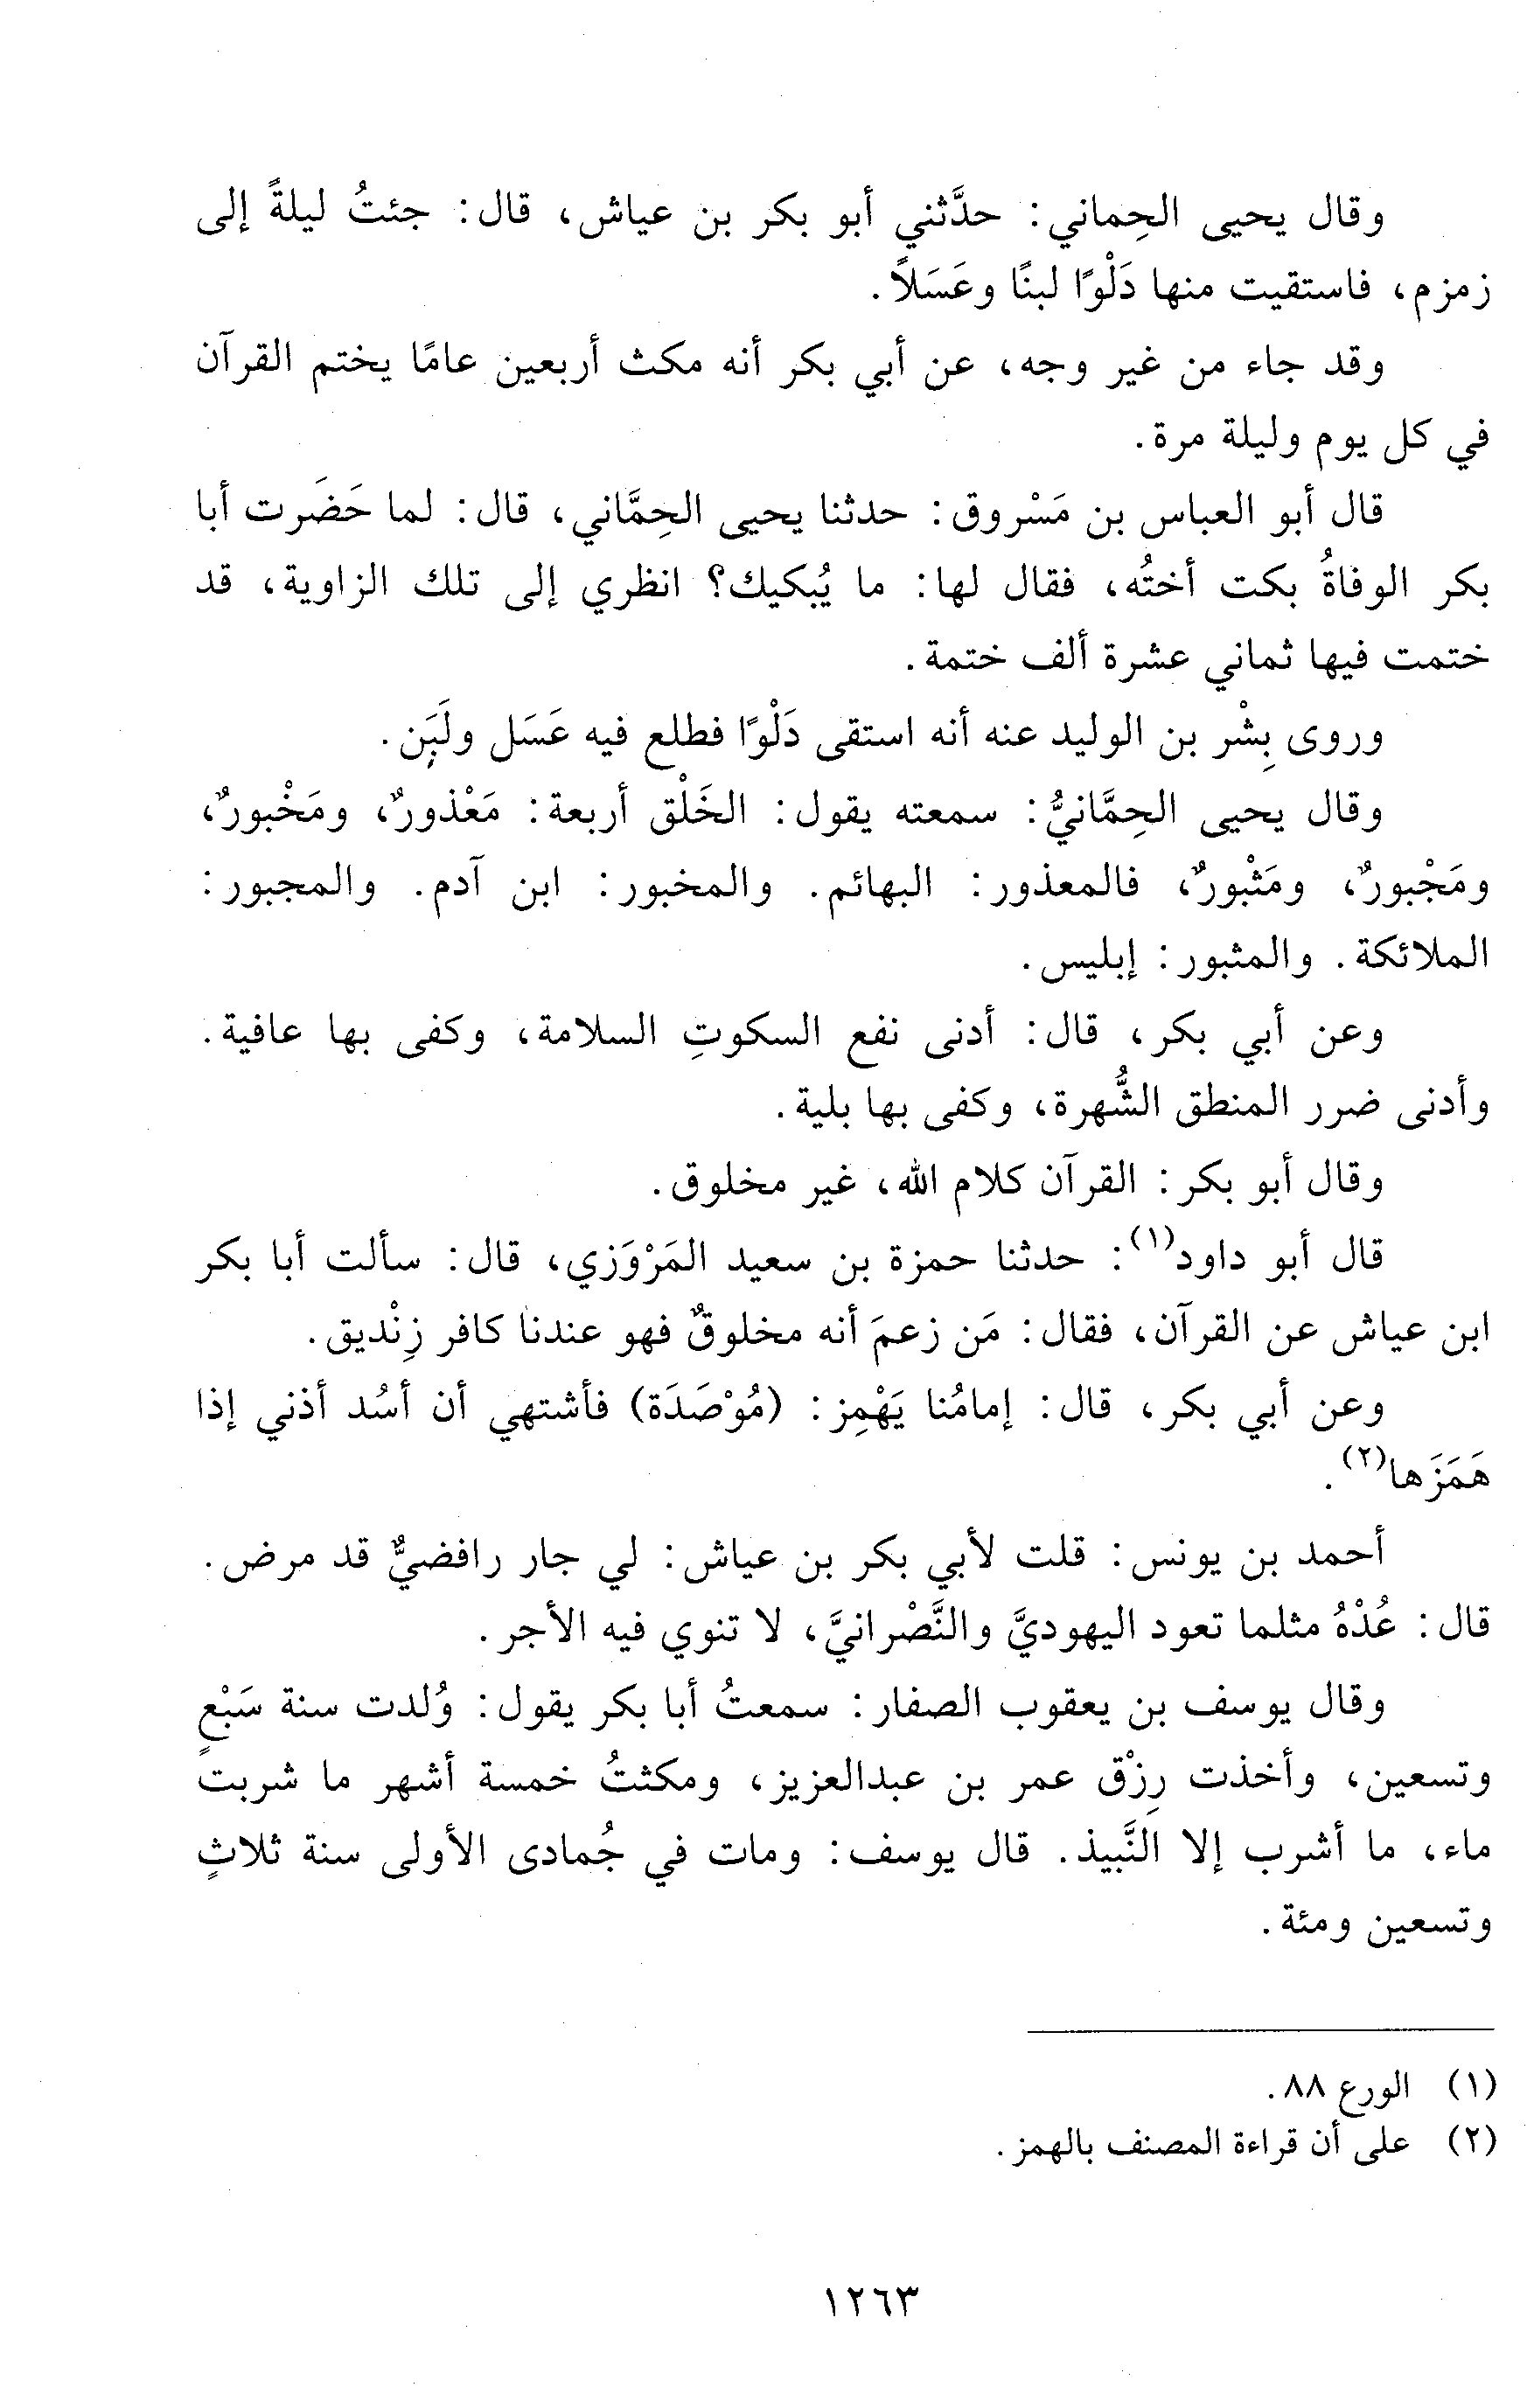 وقال يحيى الحِماني: حدَّثني أبو بكر بن عياش، قال: جئتُ ليلةً إلى
زمزم، فاستقيت منها دَلْوًا لبنًا وعَسَلاً.
وقد جاء من غير وجه، عن أبي بكر أنه مكث أربعين عامًا يختم القرآن
في كل يوم وليلة مرة.
قال أبو العباس بن مَسْروق: حدثنا يحيى الحِمَّاني، قال: لما حَضَرت أبا
بكر الوفاةُ بكت أختُه، فقال لها: ما يُبكيك؟ انظري إلى تلك الزاوية، قد
ختمت فيها ثماني عشرة ألف ختمة.
وروى بِشْر بن الوليد عنه أنه استقى دَلْوًا فطلع فيه عَسَل ولَبَن.
وقال يحيى الحِمَّانيُّ: سمعته يقول: الخَلْق أربعة: مَعْذورٌ، ومَخْبورٌ،
ومَجْبورٌ، ومَثْبورٌ، فالمعذور: البهائم. والمخبور: ابن آدم. والمجبور:
الملائكة. والمثبور: إبليس.
وعن أبي بكر، قال: أدنى نفع السكوتِ السلامة، وكفى بها عافية.
وأدنى ضرر المنطق الشُّهرة، وكفى بها بلية.
وقال أبو بكر: القرآن كلام الله، غير مخلوق.
قال أبو داود(١): حدثنا حمزة بن سعيد المَرْوَزي، قال: سألت أبا بكر
ابن عياش عن القرآن، فقال: مَن زعمَ أنه مخلوقٌ فهو عندنا كافر زِنْديق.
وعن أبي بكر، قال: إمامُنا يَهْمِز: (مُوْصَدَة) فأشتهي أن أسُد أذني إذا
هَمَزَها(٢).
أحمد بن يونس: قلت لأبي بكر بن عياش: لي جار رافضيٌّ قد مرض.
قال: عُدْهُ مثلما تعود اليهوديَّ والنَّصْرانيَّ، لا تنوي فيه الأجر.
وقال يوسف بن يعقوب الصفار: سمعتُ أبا بكر يقول: وُلدت سنة سَبْعٍ
وتسعين، وأخذت رِزْق عمر بن عبدالعزيز، ومكثتُ خمسة أشهر ما شربت
ماء، ما أشرب إلا النَّبيذ. قال يوسف: ومات في جُمادى الأولى سنة ثلاثٍ
وتسعين ومئة.
(١) الورع ٨٨.
(٢) على أن قراءة المصنف بالهمز.
١٢٦٣